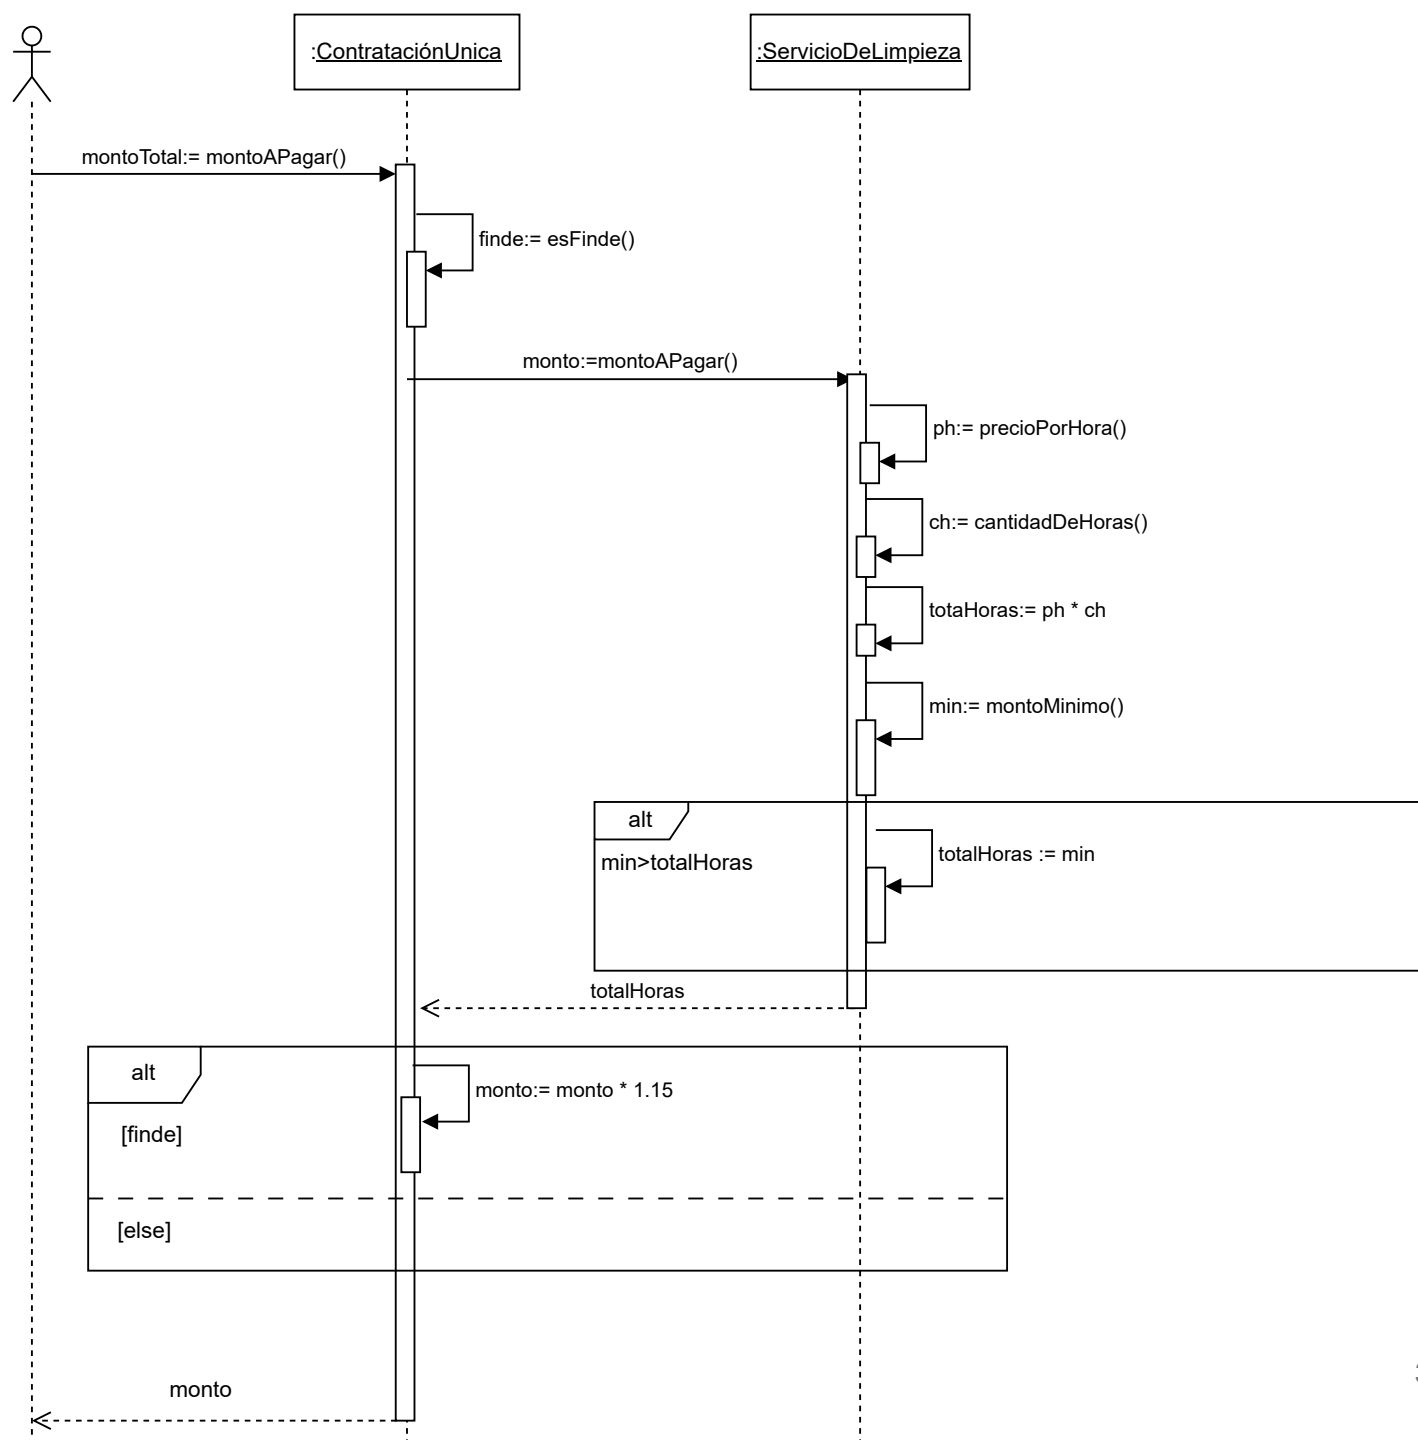 :ContrataciónUnica
:ServicioDeLimpieza
montoTotal:= montoAPagar()
finde:= esFinde()
monto:=montoAPagar()
ph:= precioPorHora()
ch:= cantidadDeHoras()
totaHoras:= ph * ch
min:= montoMinimo()
alt
min>totalHoras
totalHoras := min
totalHoras
alt
monto:= monto * 1.15
[finde]
[else]
monto